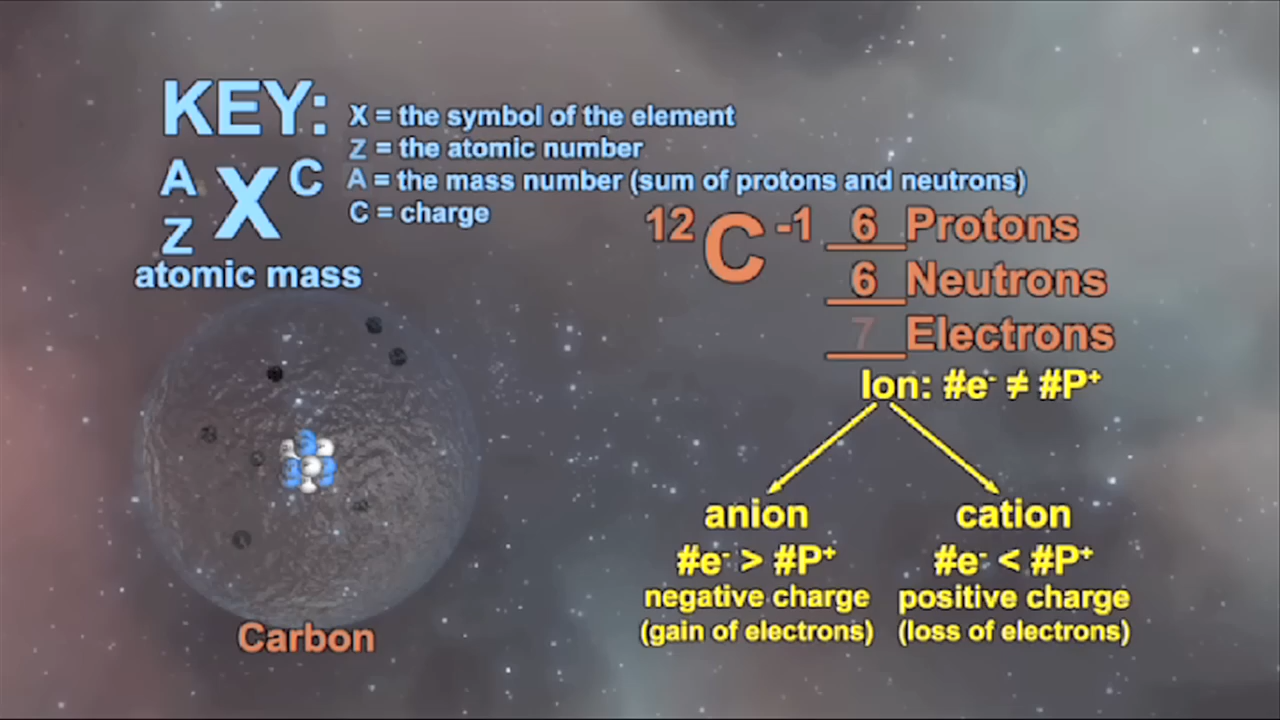 KEY:
X = the symbol of the element
Z = the atomic number
A = the mass number (sum of protons and neutrons)
C = charge
A X C
Z
atomic mass
12 C -1
6 Protons
6 Neutrons
7 Electrons
Ion: #e- ≠ #P+
anion
#e- > #P+
negative charge
(gain of electrons)
cation
#e- < #P+
positive charge
(loss of electrons)
Carbon